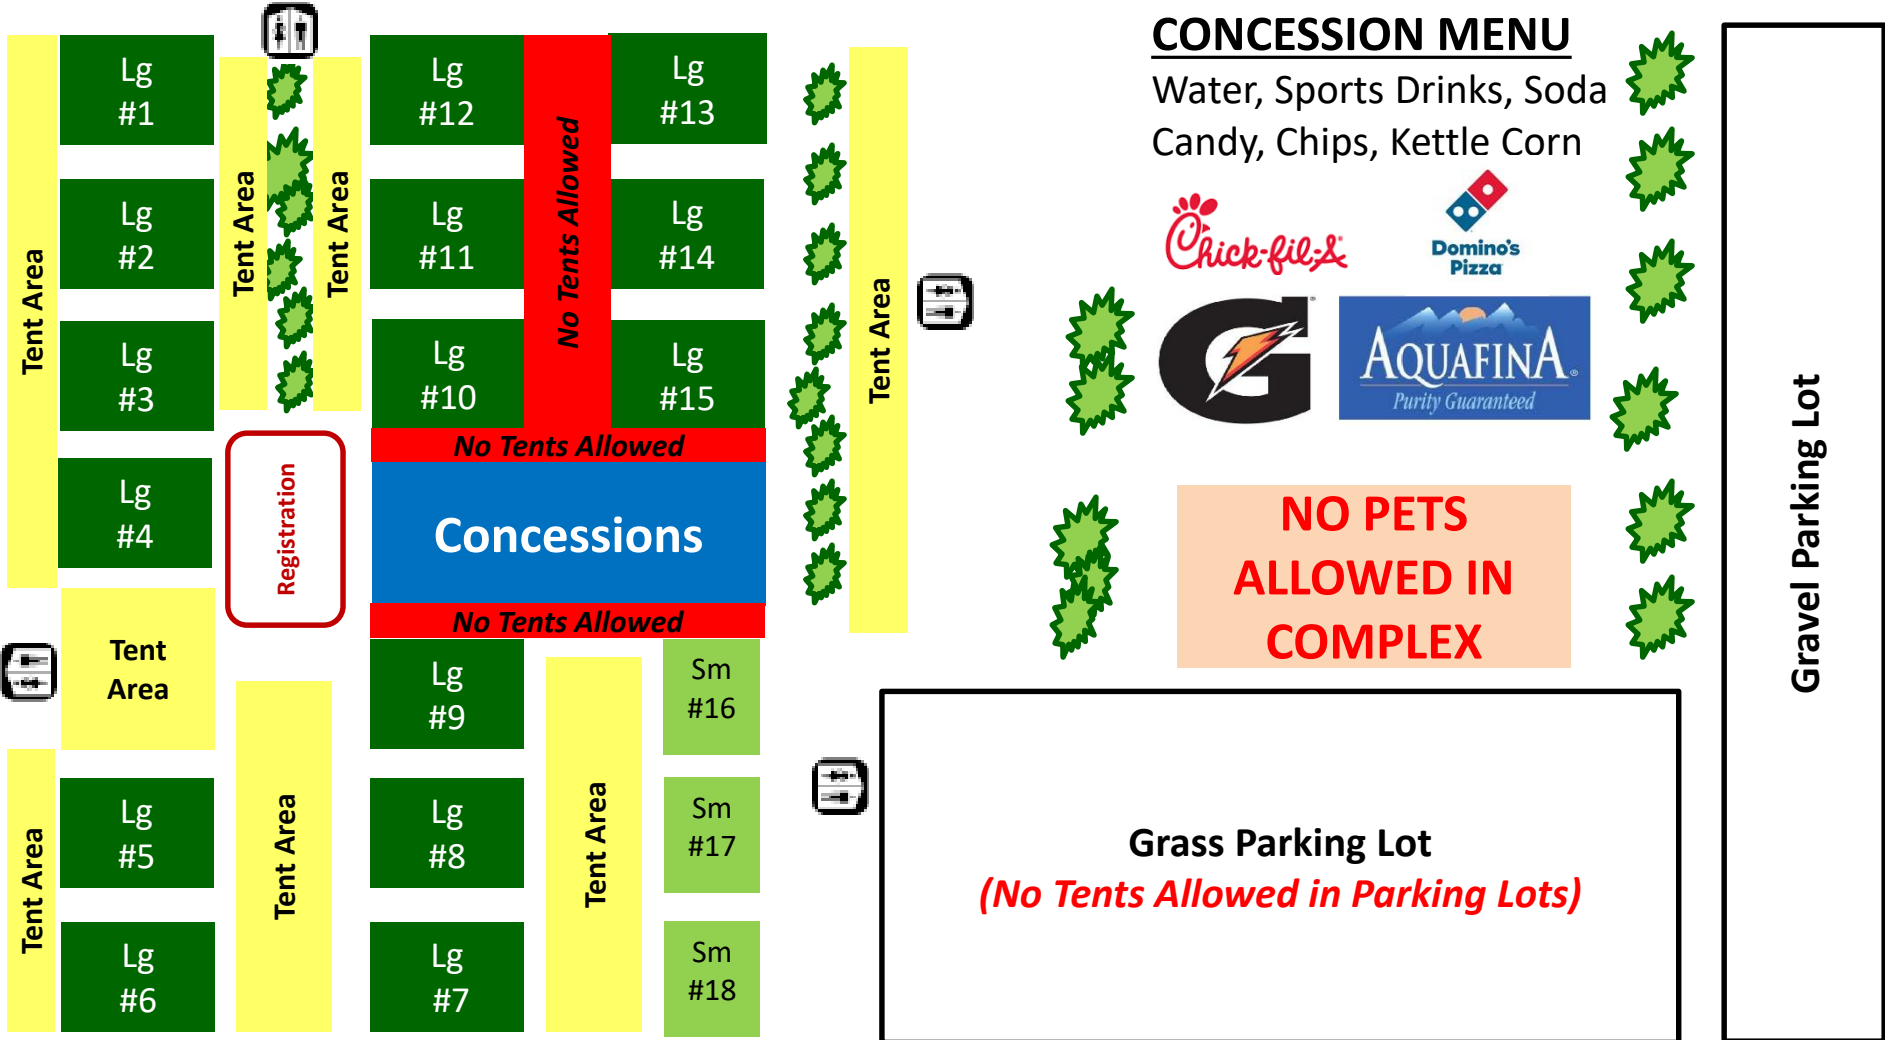 CONCESSION MENU
Water, Sports Drinks, Soda
Candy, Chips, Kettle Corn
Chick-fil-A
Domino's
Pizza
G
AQUAFINA
Purity Guaranteed
NO PETS
ALLOWED IN
COMPLEX
Gravel Parking Lot
Grass Parking Lot
(No Tents Allowed in Parking Lots)
Tent Area
Lg
#1
Lg
#2
Lg
#3
Lg
#4
Tent
Area
Tent Area
Lg
#5
Lg
#6
Tent Area
Tent Area
Registration
Tent Area
Lg
#12
Lg
#11
Lg
#10
No Tents Allowed
Lg
#13
Lg
#14
Lg
#15
No Tents Allowed
Concessions
No Tents Allowed
Lg
#9
Lg
#8
Lg
#7
Tent Area
Sm
#16
Sm
#17
Sm
#18
Tent Area